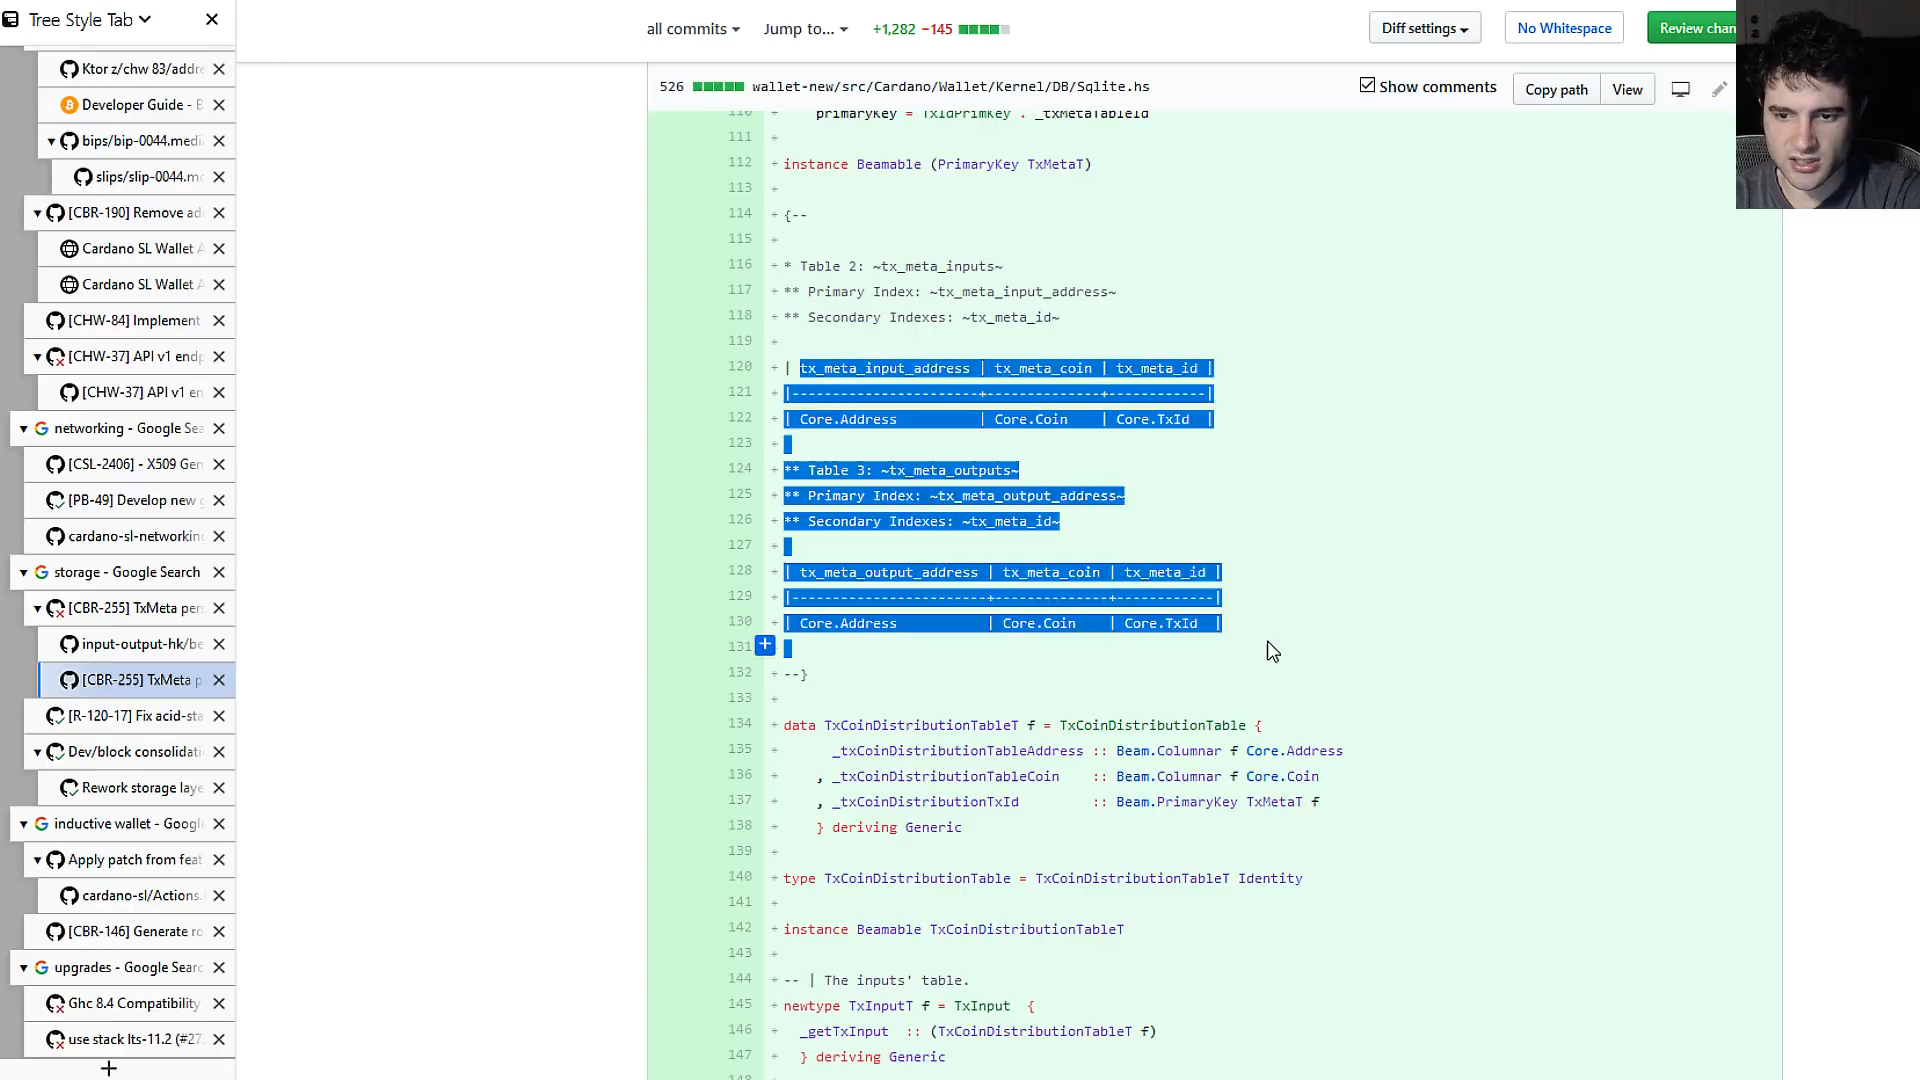 Tree Style Tab
all commits
Jump to...
+1,282 −145
Diff settings
No Whitespace
Review chan
Ktor z/chw 83/addre
Developer Guide - B
bips/bip-0044.medi
slips/slip-0044.m
[CBR-190] Remove ad
Cardano SL Wallet A
Cardano SL Wallet A
[CHW-84] Implement
[CHW-37] API v1 endp
[CHW-37] API v1 en
networking - Google Sea
[CSL-2406] - X509 Gen
[PB-49] Develop new
cardano-sl-networkin
storage - Google Search
[CBR-255] TxMeta per
input-output-hk/be
[CBR-255] TxMeta p
[R-120-17] Fix acid-sta
Dev/block consolidati
Rework storage laye
inductive wallet - Googl
Apply patch from feat
cardano-sl/Actions.
[CBR-146] Generate ro
upgrades - Google Searc
Ghc 8.4 Compatibility
use stack lts-11.2 (#27
526 wallet-new/src/Cardano/Wallet/Kernel/DB/Sqlite.hs
Show comments
Copy path
View
110 + primaryKey = TxIdPrimKey . _txMetaTableId
111 +
112 + instance Beamable (PrimaryKey TxMetaT)
113 +
114 + {--
115 +
116 + * Table 2: ~tx_meta_inputs~
117 + ** Primary Index: ~tx_meta_input_address~
118 + ** Secondary Indexes: ~tx_meta_id~
119 +
120 + | tx_meta_input_address | tx_meta_coin | tx_meta_id |
121 + |-----------------------+--------------+------------|
122 + | Core.Address | Core.Coin | Core.TxId |
123 +
124 + ** Table 3: ~tx_meta_outputs~
125 + ** Primary Index: ~tx_meta_output_address~
126 + ** Secondary Indexes: ~tx_meta_id~
127 +
128 + | tx_meta_output_address | tx_meta_coin | tx_meta_id |
129 + |------------------------+--------------+------------|
130 + | Core.Address | Core.Coin | Core.TxId |
131 +
132 + --}
133 +
134 + data TxCoinDistributionTableT f = TxCoinDistributionTable {
135 + _txCoinDistributionTableAddress :: Beam.Columnar f Core.Address
136 + , _txCoinDistributionTableCoin :: Beam.Columnar f Core.Coin
137 + , _txCoinDistributionTxId :: Beam.PrimaryKey TxMetaT f
138 + } deriving Generic
139 +
140 + type TxCoinDistributionTable = TxCoinDistributionTableT Identity
141 +
142 + instance Beamable TxCoinDistributionTableT
143 +
144 + -- | The inputs' table.
145 + newtype TxInputT f = TxInput {
146 + _getTxInput :: (TxCoinDistributionTableT f)
147 + } deriving Generic